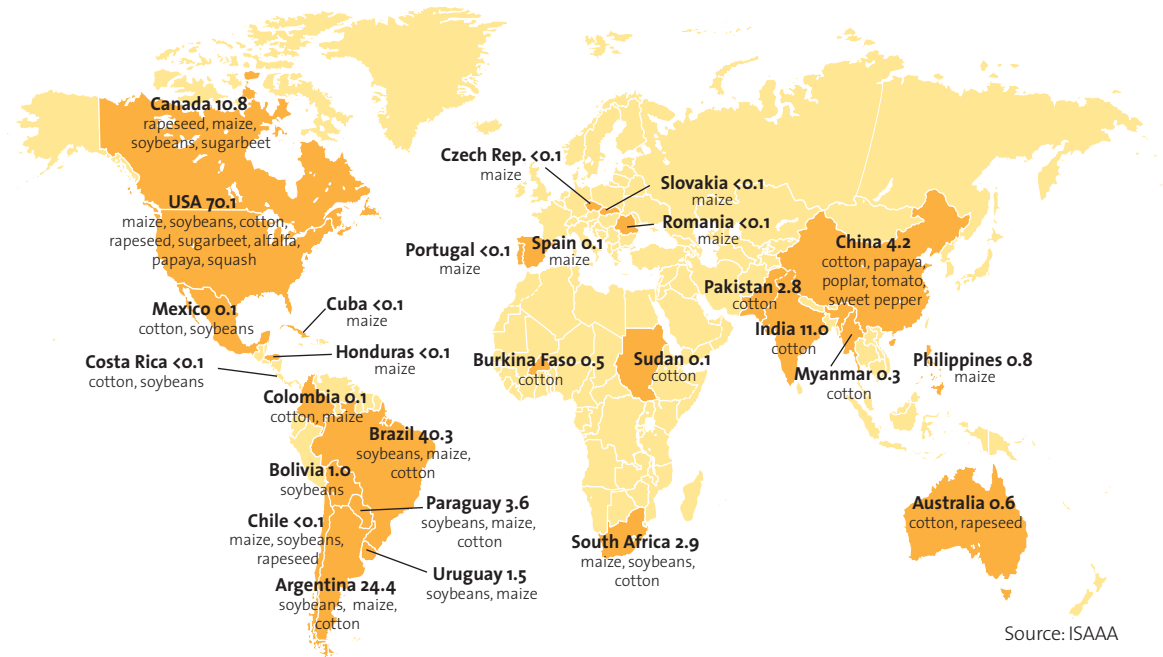 Canada 10.8
rapeseed, maize,
soybeans, sugarbeet
USA 70.1
maize, soybeans, cotton,
rapeseed, sugarbeet, alfalfa,
papaya, squash
Mexico 0.1
cotton, soybeans
Cuba <0.1
maize
Costa Rica <0.1
cotton, soybeans
Honduras <0.1
maize
Colombia 0.1
cotton, maize
Brazil 40.3
soybeans, maize,
cotton
Bolivia 1.0
soybeans
Paraguay 3.6
soybeans, maize,
cotton
Chile <0.1
maize, soybeans,
rapeseed
Uruguay 1.5
soybeans, maize
Argentina 24.4
soybeans, maize,
cotton
Czech Rep. <0.1
maize
Slovakia <0.1
maize
Romania <0.1
maize
Portugal <0.1
maize
Spain 0.1
maize
Burkina Faso 0.5
cotton
Sudan 0.1
cotton
South Africa 2.9
maize, soybeans,
cotton
China 4.2
cotton, papaya,
poplar, tomato,
sweet pepper
Pakistan 2.8
cotton
India 11.0
cotton
Myanmar 0.3
cotton
Philippines 0.8
maize
Australia 0.6
cotton, rapeseed
Source: ISAAA